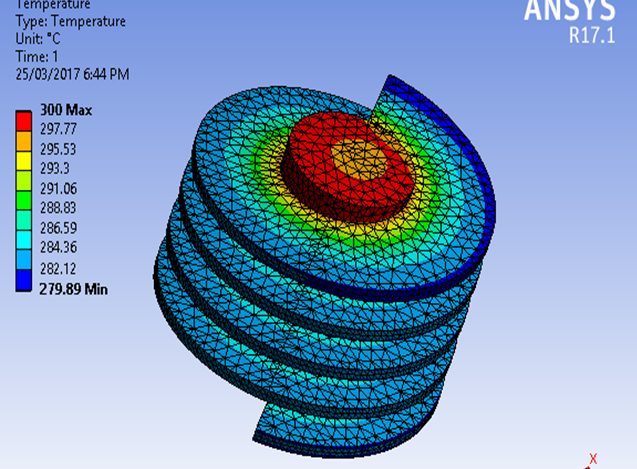 Temperature
Type: Temperature
Unit: °C
Time: 1
25/03/2017 6:44 PM
300 Max
297.77
295.53
293.3
291.06
288.83
286.59
284.36
282.12
279.89 Min
ANSYS
R17.1
X